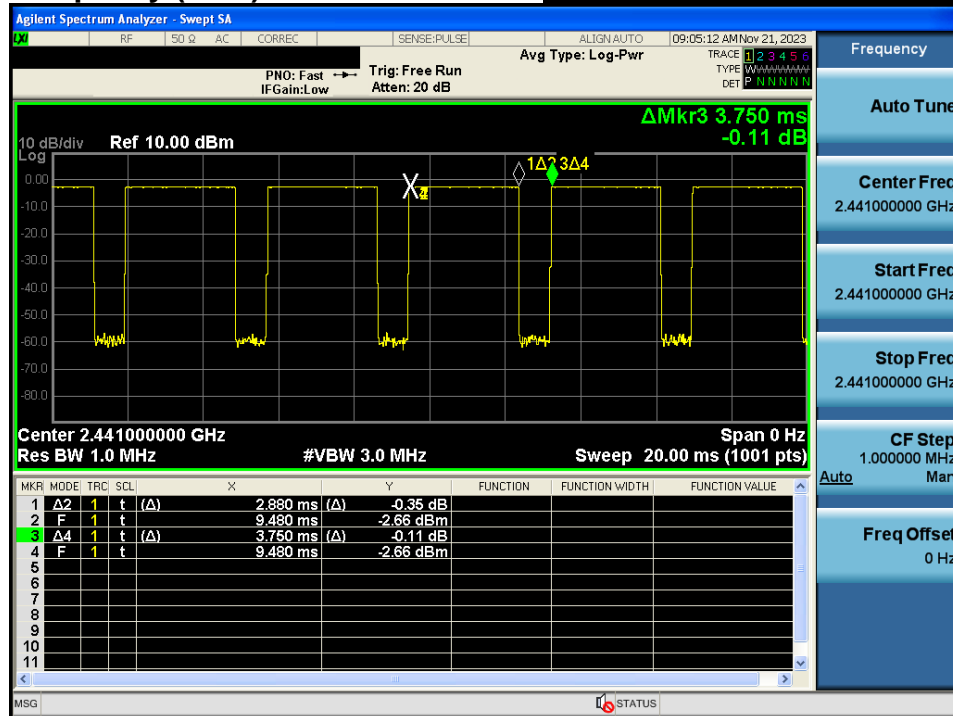 Agilent Spectrum Analyzer - Swept SA
LXI RF 50 Ω AC CORREC SENSE:PULSE ALIGN AUTO 09:05:12 AM Nov 21, 2023
Frequency
Avg Type: Log-Pwr TRACE 1 2 3 4 5 6
PNO: Fast Trig: Free Run TYPE WWWWWW
IFGain:Low Atten: 20 dB DET P N N N N N
Auto Tune
ΔMkr3 3.750 ms
-0.11 dB
10 dB/div Ref 10.00 dBm
Log
1Δ2 3Δ4
X 4
0.00
-10.0
-20.0
-30.0
-40.0
-50.0
-60.0
-70.0
-80.0
Center Freq
2.441000000 GHz
Start Freq
2.441000000 GHz
Stop Freq
2.441000000 GHz
Center 2.441000000 GHz Span 0 Hz
Res BW 1.0 MHz #VBW 3.0 MHz Sweep 20.00 ms (1001 pts)
CF Step
1.000000 MHz
Auto Man
MKR MODE TRC SCL X Y FUNCTION FUNCTION WIDTH FUNCTION VALUE
1 Δ2 1 t (Δ) 2.880 ms (Δ) -0.35 dB
2 F 1 t 9.480 ms -2.66 dBm
3 Δ4 1 t (Δ) 3.750 ms (Δ) -0.11 dB
4 F 1 t 9.480 ms -2.66 dBm
5
6
7
8
9
10
11
Freq Offset
0 Hz
MSG STATUS